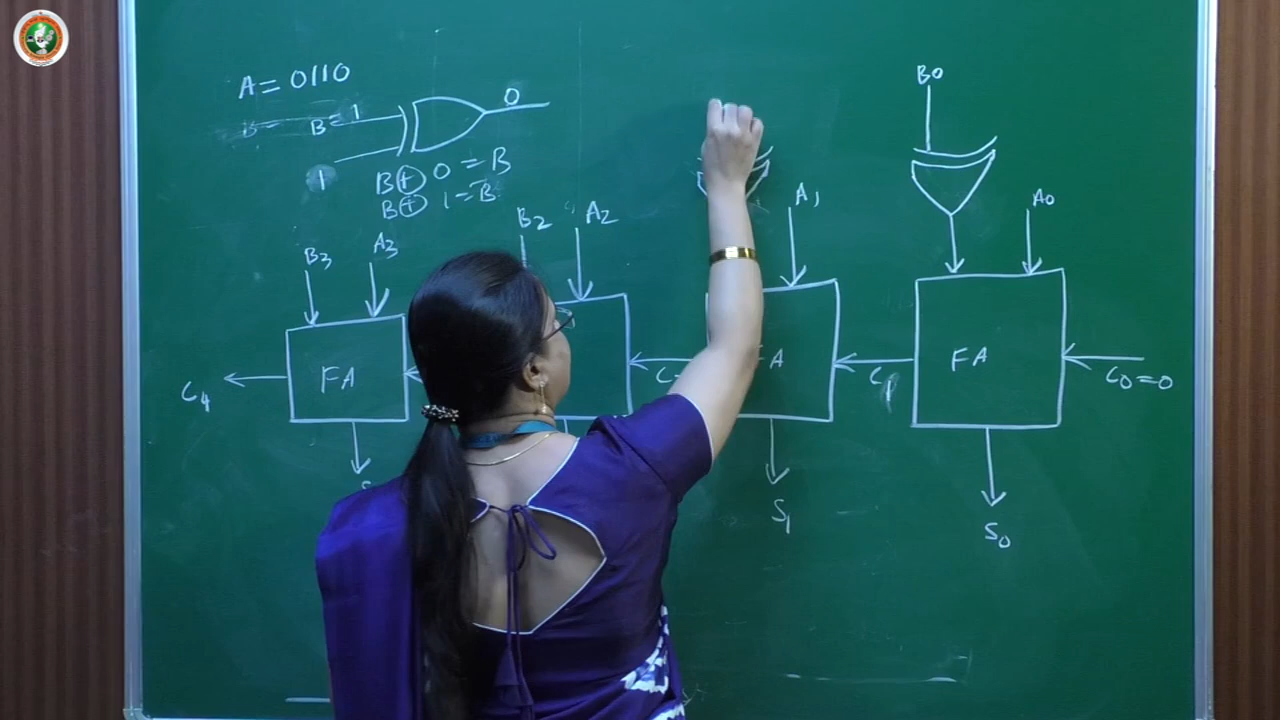 A = 0110
B = 1
0
1
B ⊕ 0 = B
B ⊕ 1 = B̅
B0
B3 A3 B2 A2 A1 A0
C4 FA FA C1 FA C0=0
S1 S0